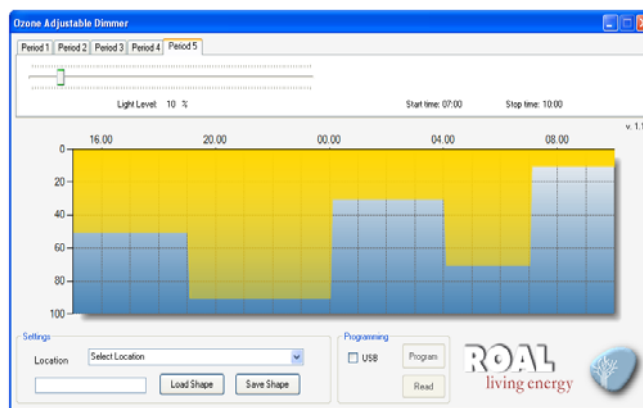 Ozone Adjustable Dimmer
Period 1 Period 2 Period 3 Period 4 Period 5
Light Level: 10 % Start time: 07:00 Stop time: 10:00
v. 1.1
16.00 20.00 00.00 04.00 08.00
0
20
40
60
80
100
Settings
Location Select Location
Load Shape Save Shape
Programming
USB Program
Read
ROAL
living energy